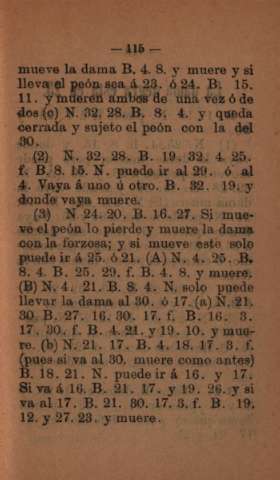 — 115 —
mueve la dama B. 4. 8. y muere y si
lleva el peón sea á 23. ó 24. B. 15.
11. y mueren ambos de una vez ó de
dos (c) N. 32. 28. B. 8. 4. y queda
cerrada y sujeto el peón con la del
30.
(2) N. 32. 28. B. 19. 32. 4. 25.
f. B. 8. 15. N. puede ir al 29. ó al
4. Vaya á uno ú otro. B. 32. 19. y
donde vaya muere.
(3) N. 24. 20. B. 16. 27. Si mue-
ve el peón lo pierde y muere la dama
con la forzosa; y si mueve este solo
puede ir á 25. ó 21. (A) N. 4. 25. B.
8. 4. B. 25. 29. f. B. 4. 8. y muere.
(B) N. 4. 21. B. 8. 4. N. solo puede
llevar la dama al 30. ó 17. (a) N. 21.
30. B. 27. 16. 30. 17. f. B. 16. 3.
17. 30. f. B. 4. 21. y 19. 10. y mue-
re. (b) N. 21. 17. B. 4. 18. 17. 3. f.
(pues si va al 30. muere como antes)
B. 18. 21. N. puede ir á 16. y 17.
Si va á 16. B. 21. 17. y 19. 26. y si
va al 17. B. 21. 30. 17. 3. f. B. 19.
12. y 27. 23. y muere.